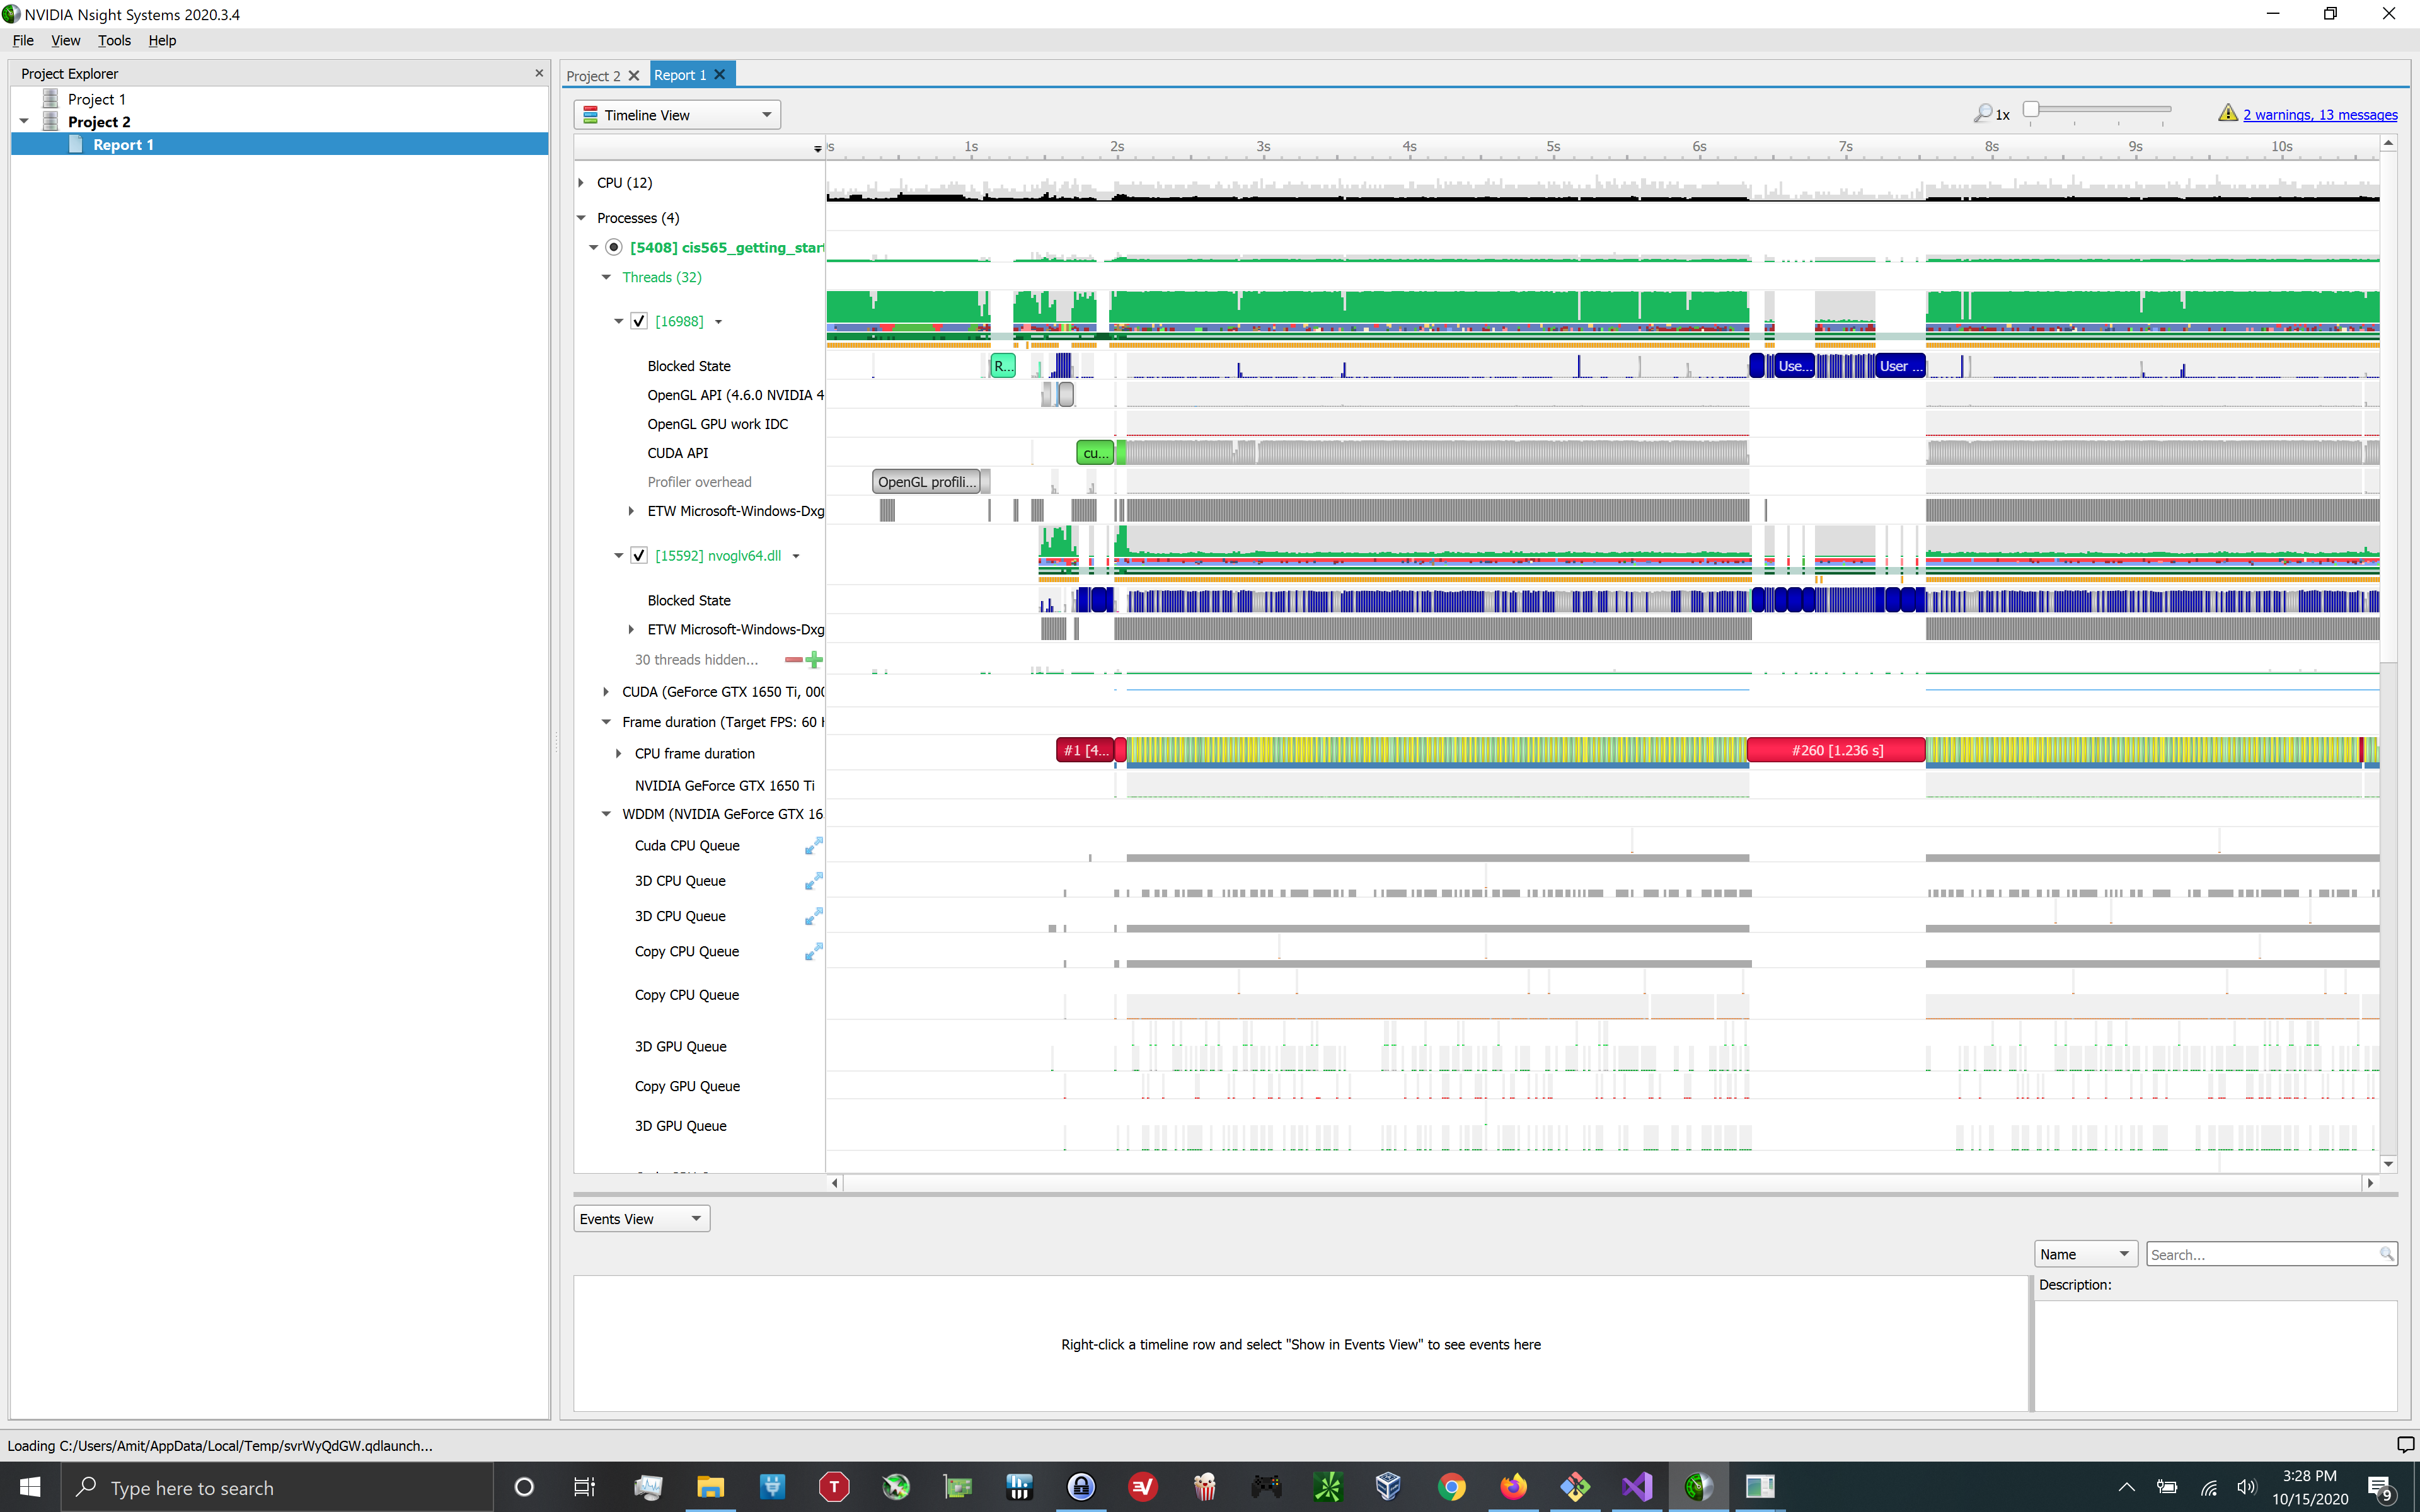 NVIDIA Nsight Systems 2020.3.4
File View Tools Help
Project Explorer
Project 1
Project 2
Report 1
Project 2
Report 1
Timeline View
1x
2 warnings, 13 messages
s 1s 2s 3s 4s 5s 6s 7s 8s 9s 10s
CPU (12)
Processes (4)
[5408] cis565_getting_start
Threads (32)
[16988]
Blocked State
R... Use... User ...
OpenGL API (4.6.0 NVIDIA 4
OpenGL GPU work IDC
CUDA API
cu...
Profiler overhead
OpenGL profili...
ETW Microsoft-Windows-Dxg
[15592] nvoglv64.dll
Blocked State
ETW Microsoft-Windows-Dxg
30 threads hidden...
CUDA (GeForce GTX 1650 Ti, 000
Frame duration (Target FPS: 60 H
CPU frame duration
#1 [4... #260 [1.236 s]
NVIDIA GeForce GTX 1650 Ti
WDDM (NVIDIA GeForce GTX 16
Cuda CPU Queue
3D CPU Queue
3D CPU Queue
Copy CPU Queue
Copy CPU Queue
3D GPU Queue
Copy GPU Queue
3D GPU Queue
Events View
Name
Search...
Description:
Right-click a timeline row and select "Show in Events View" to see events here
Loading C:/Users/Amit/AppData/Local/Temp/svrWyQdGW.qdlaunch...
Type here to search
T
3:28 PM
10/15/2020
9